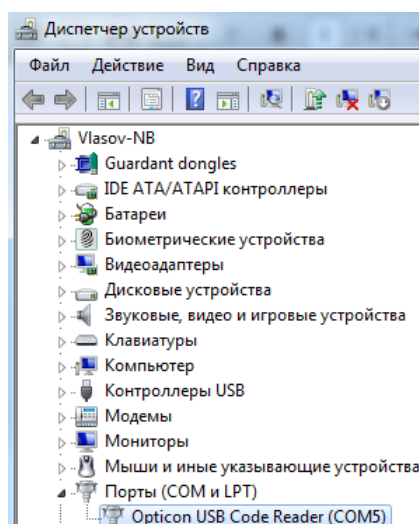 Диспетчер устройств
Файл Действие Вид Справка
Vlasov-NB
Guardant dongles
IDE ATA/ATAPI контроллеры
Батареи
Биометрические устройства
Видеоадаптеры
Дисковые устройства
Звуковые, видео и игровые устройства
Клавиатуры
Компьютер
Контроллеры USB
Модемы
Мониторы
Мыши и иные указывающие устройства
Порты (COM и LPT)
Opticon USB Code Reader (COM5)